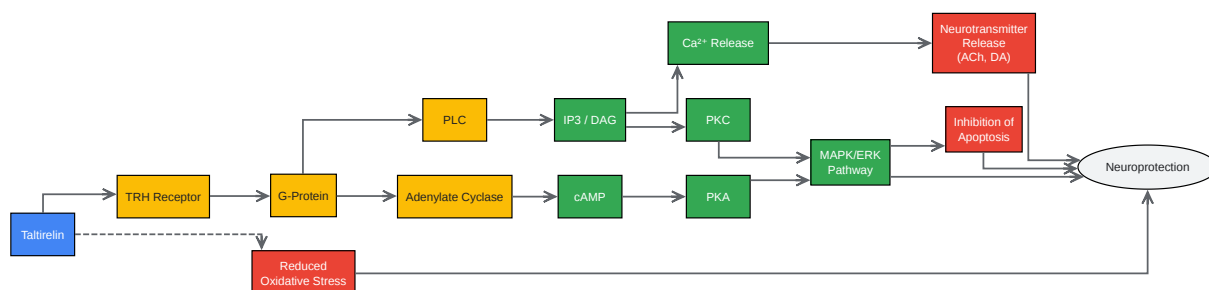 Ca²⁺ Release
Neurotransmitter
Release
(ACh, DA)
PLC
IP3 / DAG
PKC
Inhibition of
Apoptosis
MAPK/ERK
Pathway
Neuroprotection
TRH Receptor
G-Protein
Adenylate Cyclase
cAMP
PKA
Taltirelin
Reduced
Oxidative Stress